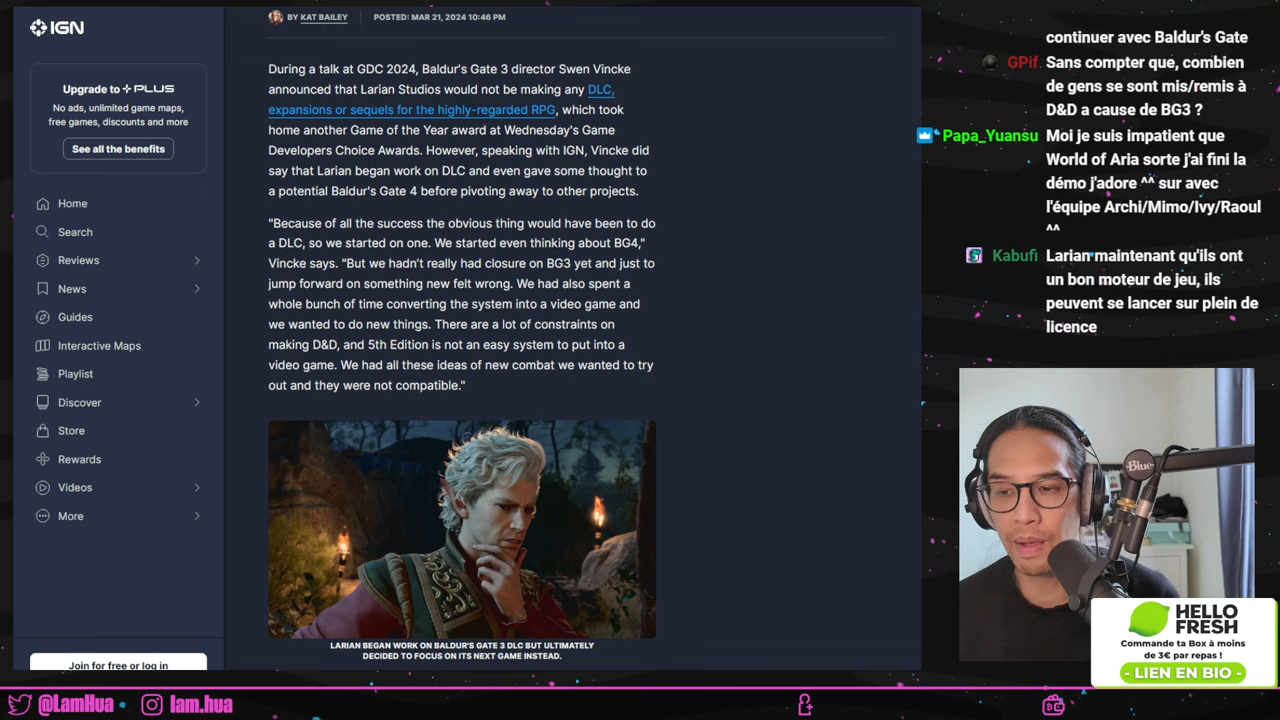 IGN
Upgrade to PLUS
No ads, unlimited game maps,
free games, discounts and more
See all the benefits
Home
Search
Reviews
News
Guides
Interactive Maps
Playlist
Discover
Store
Rewards
Videos
More
Join for free or log in
BY KAT BAILEY
POSTED: MAR 21, 2024 10:46 PM
During a talk at GDC 2024, Baldur's Gate 3 director Swen Vincke
announced that Larian Studios would not be making any DLC,
expansions or sequels for the highly-regarded RPG, which took
home another Game of the Year award at Wednesday's Game
Developers Choice Awards. However, speaking with IGN, Vincke did
say that Larian began work on DLC and even gave some thought to
a potential Baldur's Gate 4 before pivoting away to other projects.
"Because of all the success the obvious thing would have been to do
a DLC, so we started on one. We started even thinking about BG4,"
Vincke says. "But we hadn't really had closure on BG3 yet and just to
jump forward on something new felt wrong. We had also spent a
whole bunch of time converting the system into a video game and
we wanted to do new things. There are a lot of constraints on
making D&D, and 5th Edition is not an easy system to put into a
video game. We had all these ideas of new combat we wanted to try
out and they were not compatible."
LARIAN BEGAN WORK ON BALDUR'S GATE 3 DLC BUT ULTIMATELY
DECIDED TO FOCUS ON ITS NEXT GAME INSTEAD.
continuer avec Baldur's Gate
GPif Sans compter que, combien
de gens se sont mis/remis à
D&D a cause de BG3 ?
Papa_Yuansu Moi je suis impatient que
World of Aria sorte j'ai fini la
démo j'adore ^^ sur avec
l'équipe Archi/Mimo/Ivy/Raoul
^^
Kabufi Larian maintenant qu'ils ont
un bon moteur de jeu, ils
peuvent se lancer sur plein de
licence
Blue
HELLO
FRESH
Commande ta Box à moins
de 3€ par repas !
- LIEN EN BIO -
@LamHua
lam.hua